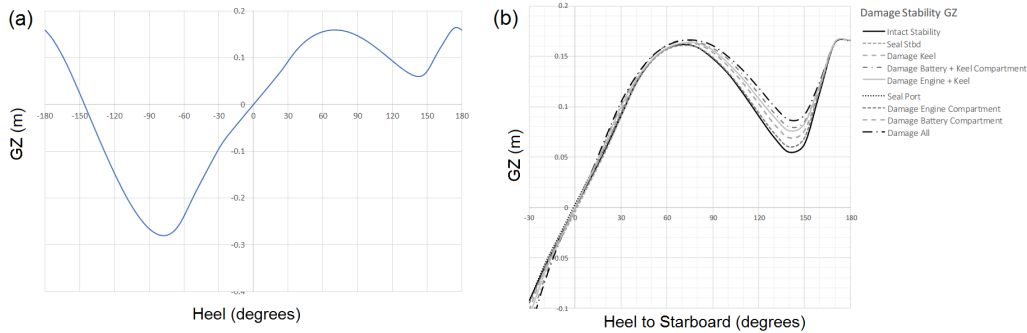 (a)
0.2
0.1
0
-180 -150 -120 -90 -60 -30 0 30 60 90 120 150 180
-0.1
-0.2
-0.3
-0.4
GZ (m)
Heel (degrees)
(b)
0.2
0.15
0.1
0.05
0
-30 0 30 60 90 120 150 180
-0.1
GZ (m)
Heel to Starboard (degrees)
Damage Stability GZ
Intact Stability
Seal Stbd
Damage Keel
Damage Battery + Keel Compartment
Damage Engine + Keel
Seal Port
Damage Engine Compartment
Damage Battery Compartment
Damage All